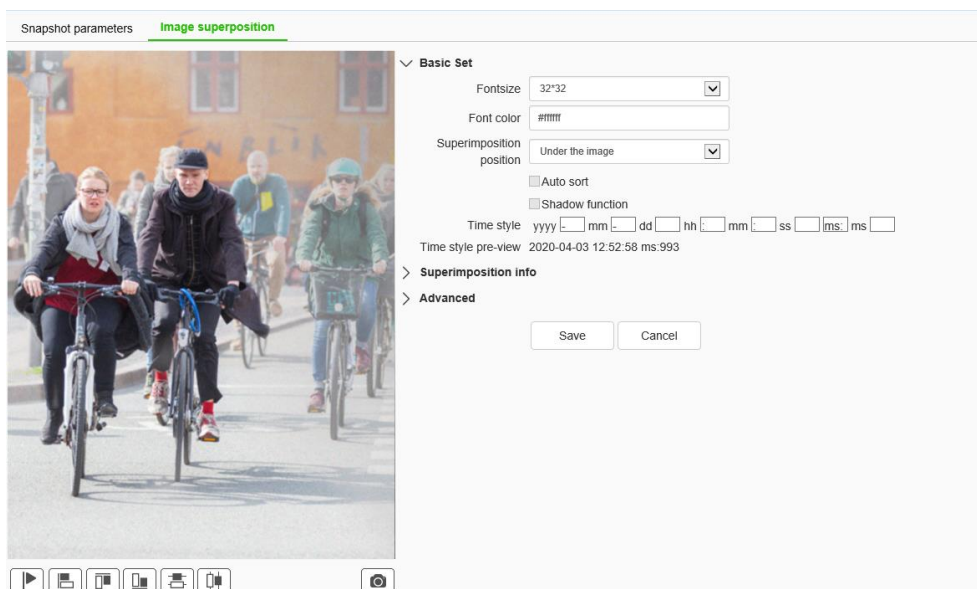 Snapshot parameters Image superposition
Basic Set
Fontsize 32*32
Font color #ffffff
Superimposition position Under the image
Auto sort
Shadow function
Time style yyyy - mm - dd hh : mm : ss ms: ms
Time style pre-view 2020-04-03 12:52:58 ms:993
Superimposition info
Advanced
Save Cancel